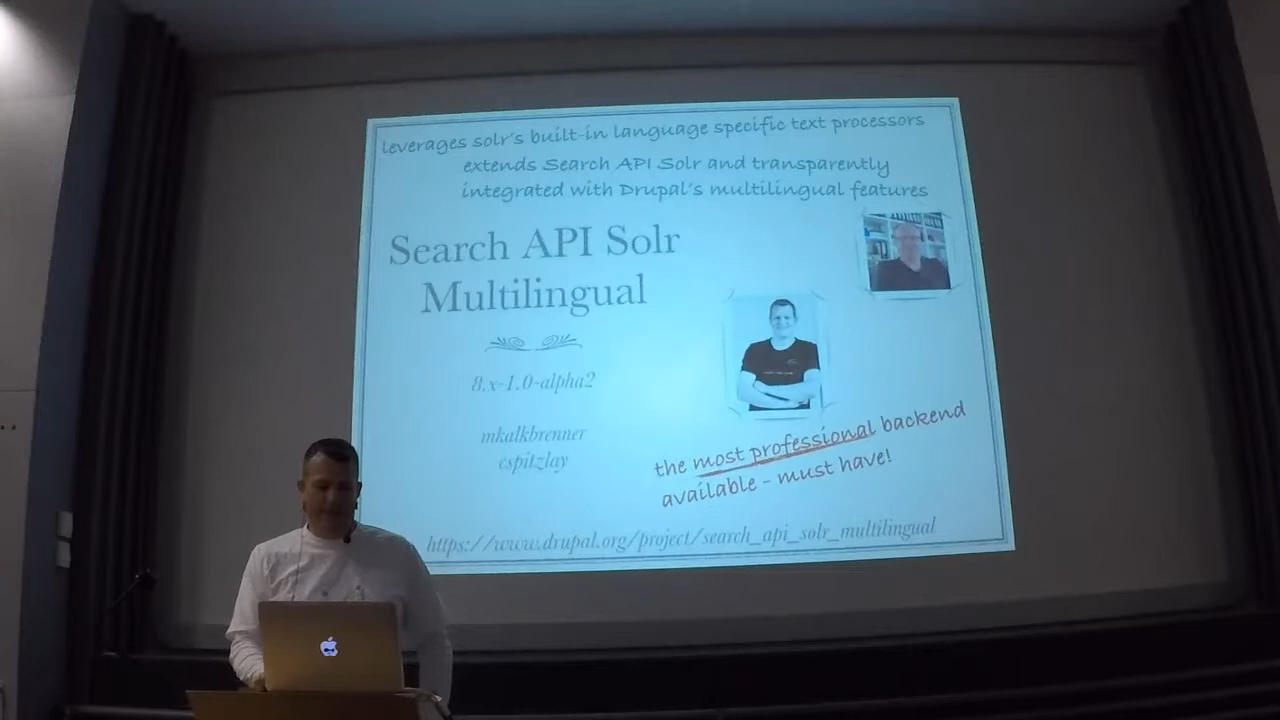 leverages solr's built-in language specific text processors
extends Search API Solr and transparently
integrated with Drupal's multilingual features
Search API Solr
Multilingual
8.x-1.0-alpha2
mkalkbrenner
cspitzlay
the most professional backend
available - must have!
https://www.drupal.org/project/search_api_solr_multilingual